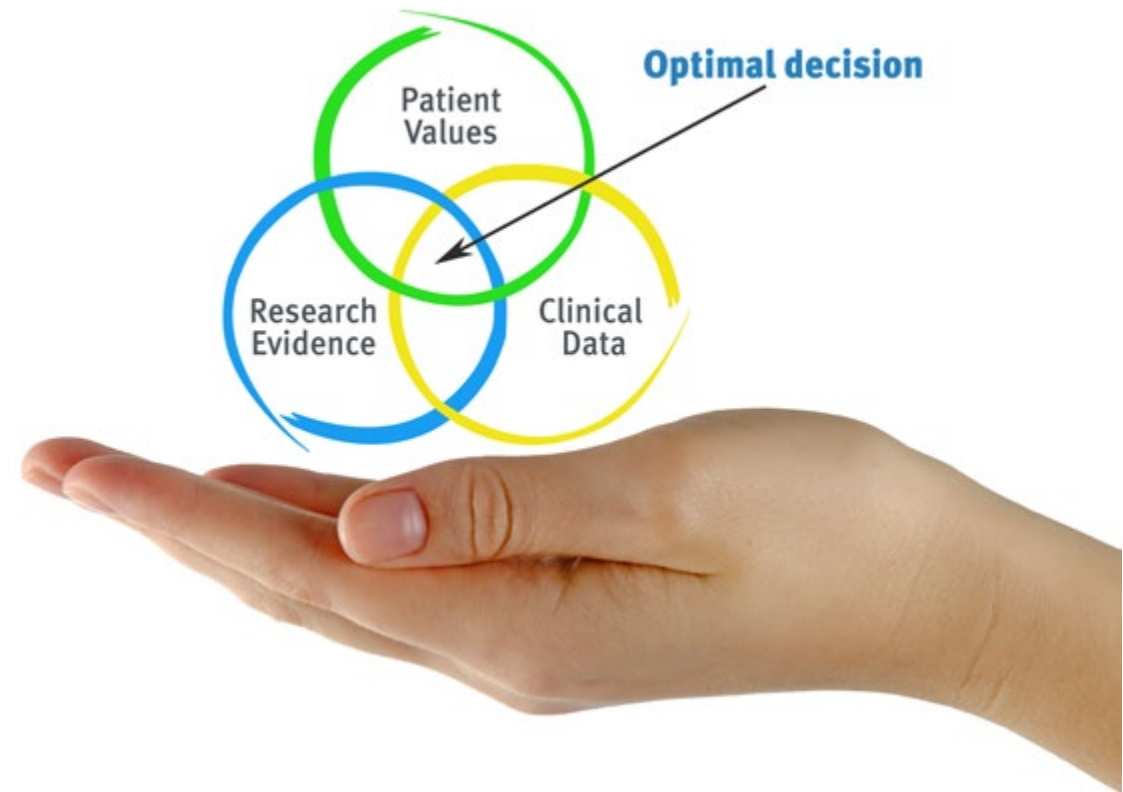 Optimal decision
Patient
Values
Research
Evidence
Clinical
Data